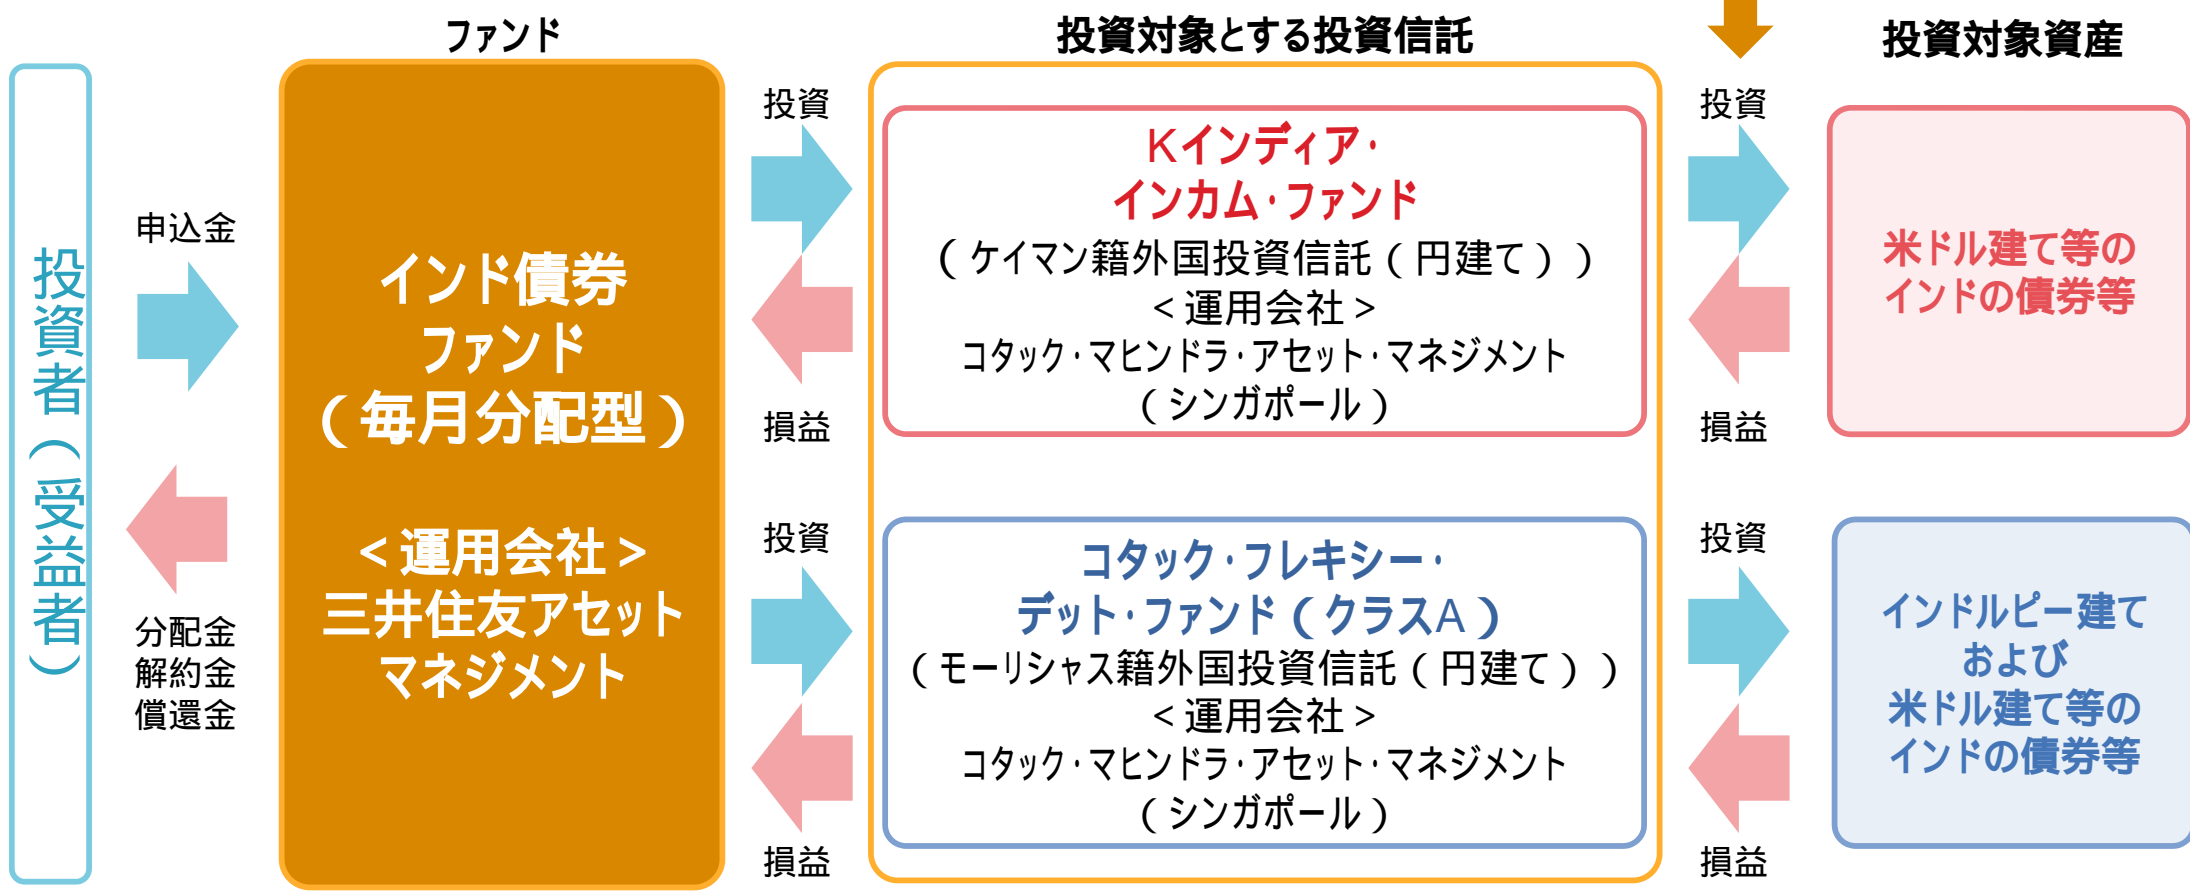 ファンド
投資対象とする投資信託
投資対象資産
投資者(受益者)
申込金
分配金
解約金
償還金
インド債券
ファンド
(毎月分配型)
<運用会社>
三井住友アセット
マネジメント
投資
損益
投資
損益
Kインディア・
インカム・ファンド
(ケイマン籍外国投資信託(円建て))
<運用会社>
コタック・マヒンドラ・アセット・マネジメント
(シンガポール)
コタック・フレキシー・
デット・ファンド(クラスA)
(モーリシャス籍外国投資信託(円建て))
<運用会社>
コタック・マヒンドラ・アセット・マネジメント
(シンガポール)
投資
損益
投資
損益
米ドル建て等の
インドの債券等
インドルピー建て
および
米ドル建て等の
インドの債券等